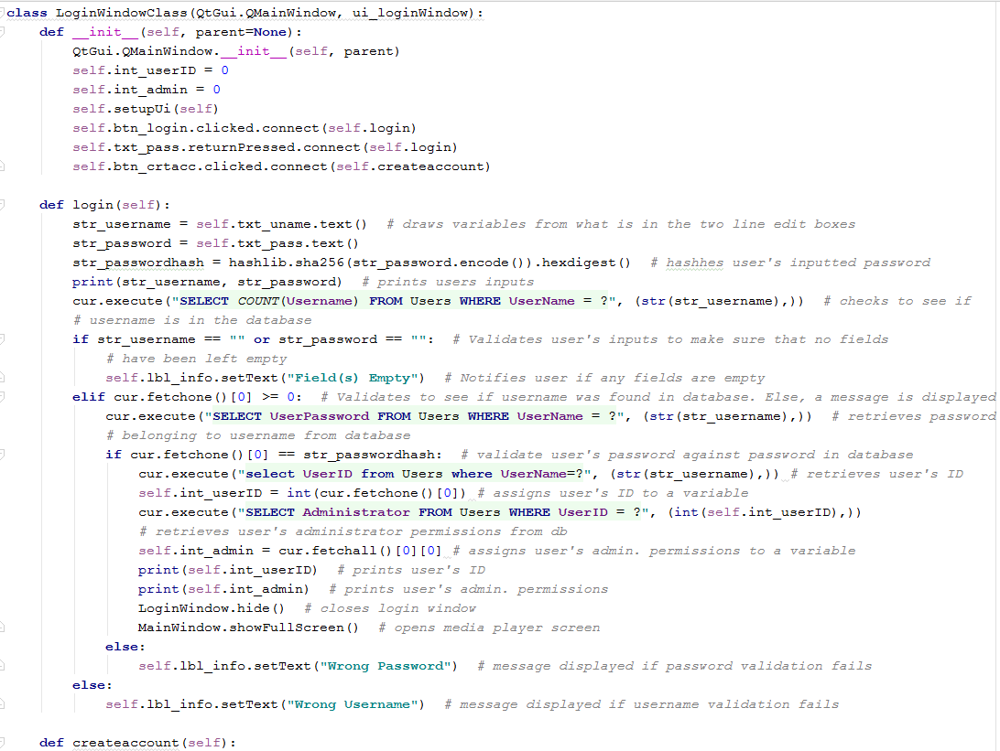 class LoginWindowClass(QtGui.QMainWindow, ui_loginWindow):
    def __init__(self, parent=None):
        QtGui.QMainWindow.__init__(self, parent)
        self.int_userID = 0
        self.int_admin = 0
        self.setupUi(self)
        self.btn_login.clicked.connect(self.login)
        self.txt_pass.returnPressed.connect(self.login)
        self.btn_crtacc.clicked.connect(self.createaccount)
    def login(self):
        str_username = self.txt_uname.text()  # draws variables from what is in the two line edit boxes
        str_password = self.txt_pass.text()
        str_passwordhash = hashlib.sha256(str_password.encode()).hexdigest()  # hashhes user's inputted password
        print(str_username, str_password)  # prints users inputs
        cur.execute("SELECT COUNT(Username) FROM Users WHERE UserName = ?", (str(str_username),))  # checks to see if
        # username is in the database
        if str_username == "" or str_password == "":  # Validates user's inputs to make sure that no fields
            # have been left empty
            self.lbl_info.setText("Field(s) Empty")  # Notifies user if any fields are empty
        elif cur.fetchone()[0] >= 0:  # Validates to see if username was found in database. Else, a message is displayed
            cur.execute("SELECT UserPassword FROM Users WHERE UserName = ?", (str(str_username),))  # retrieves password
            # belonging to username from database
            if cur.fetchone()[0] == str_passwordhash:  # validate user's password against password in database
                cur.execute("select UserID from Users where UserName=?", (str(str_username),)) # retrieves user's ID
                self.int_userID = int(cur.fetchone()[0]) # assigns user's ID to a variable
                cur.execute("SELECT Administrator FROM Users WHERE UserID = ?", (int(self.int_userID),))
                # retrieves user's administrator permissions from db
                self.int_admin = cur.fetchall()[0][0] # assigns user's admin. permissions to a variable
                print(self.int_userID)  # prints user's ID
                print(self.int_admin)  # prints user's admin. permissions
                LoginWindow.hide()  # closes login window
                MainWindow.showFullScreen()  # opens media player screen
            else:
                self.lbl_info.setText("Wrong Password")  # message displayed if password validation fails
        else:
            self.lbl_info.setText("Wrong Username")  # message displayed if username validation fails
    def createaccount(self):